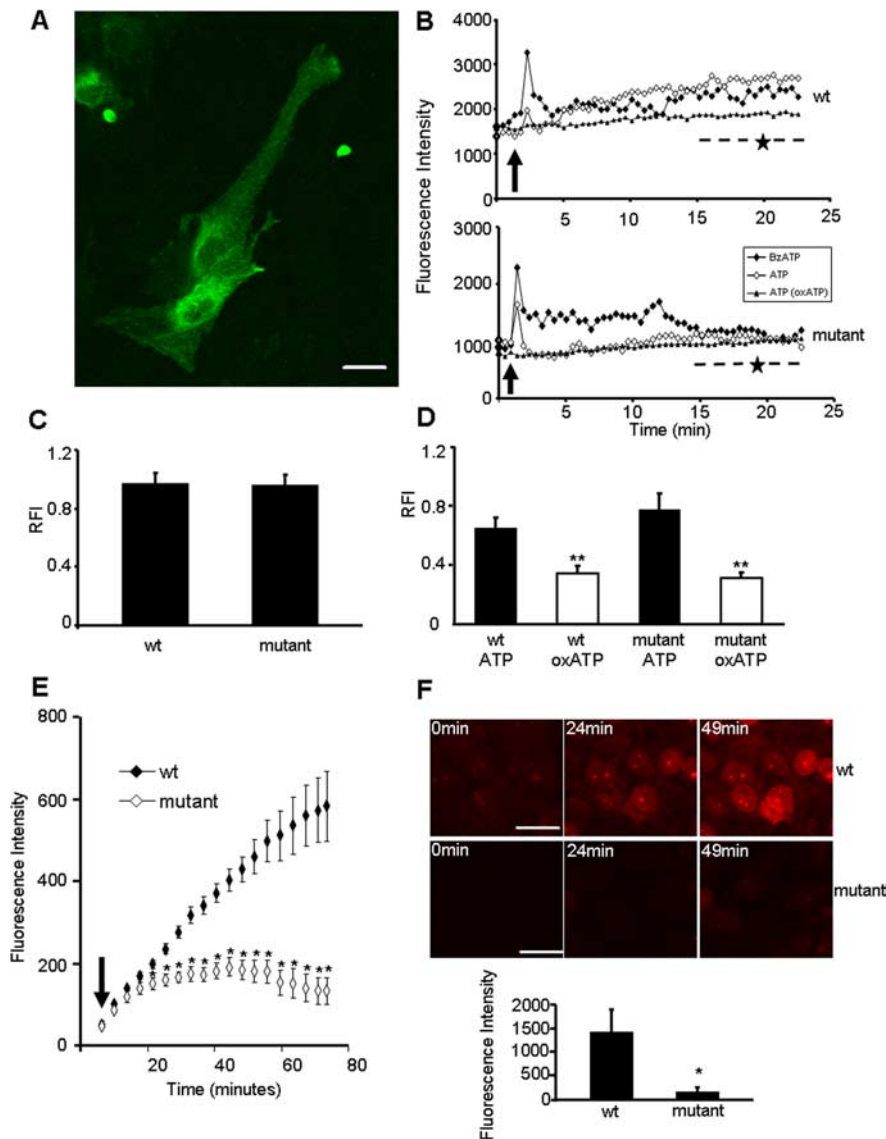 A
B
4000
3000
2000
1000
0
wt
5
10
15
20
25
3000
2000
1000
0
BzATP
ATP
ATP (oxATP)
mutant
5
10
15
20
25
Time (min)
Fluorescence Intensity
C
1.2
0.8
0.4
0
RFI
wt
mutant
D
1.2
0.8
0.4
0
RFI
**
**
wt ATP
wt oxATP
mutant ATP
mutant oxATP
E
800
600
400
200
0
Fluorescence Intensity
wt
mutant
* * * * * * * * * * * * * *
20
40
60
80
Time (minutes)
F
0min
24min
49min
wt
0min
24min
49min
mutant
2000
1500
1000
500
0
Fluorescence Intensity
*
wt
mutant